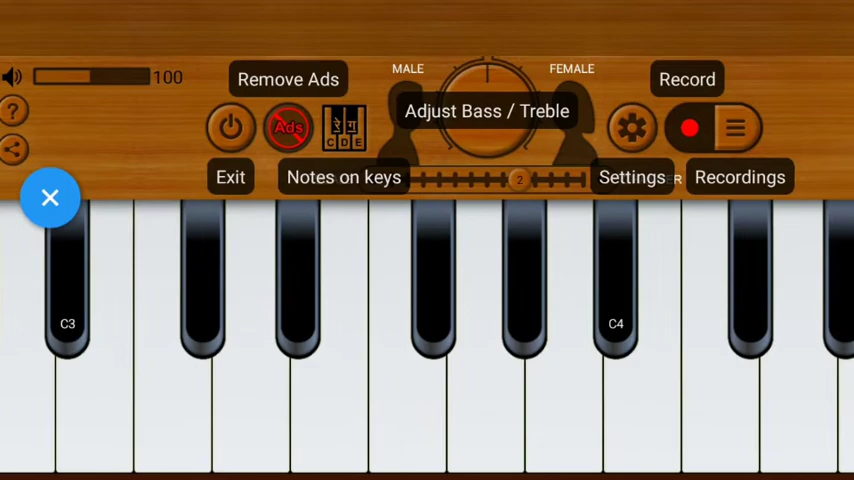 100
Remove Ads
MALE
FEMALE
Record
Adjust Bass / Treble
?
Ads
रे ग
C D E
Exit
Notes on keys
2
Settings
Recordings
C3
C4